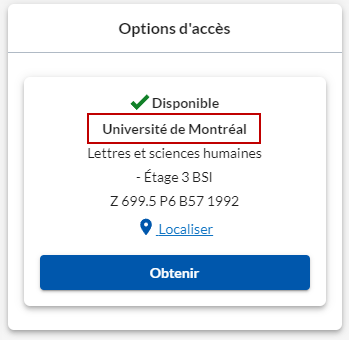 Options d'accès
Disponible
Université de Montréal
Lettres et sciences humaines
- Étage 3 BSI
Z 699.5 P6 B57 1992
Localiser
Obtenir